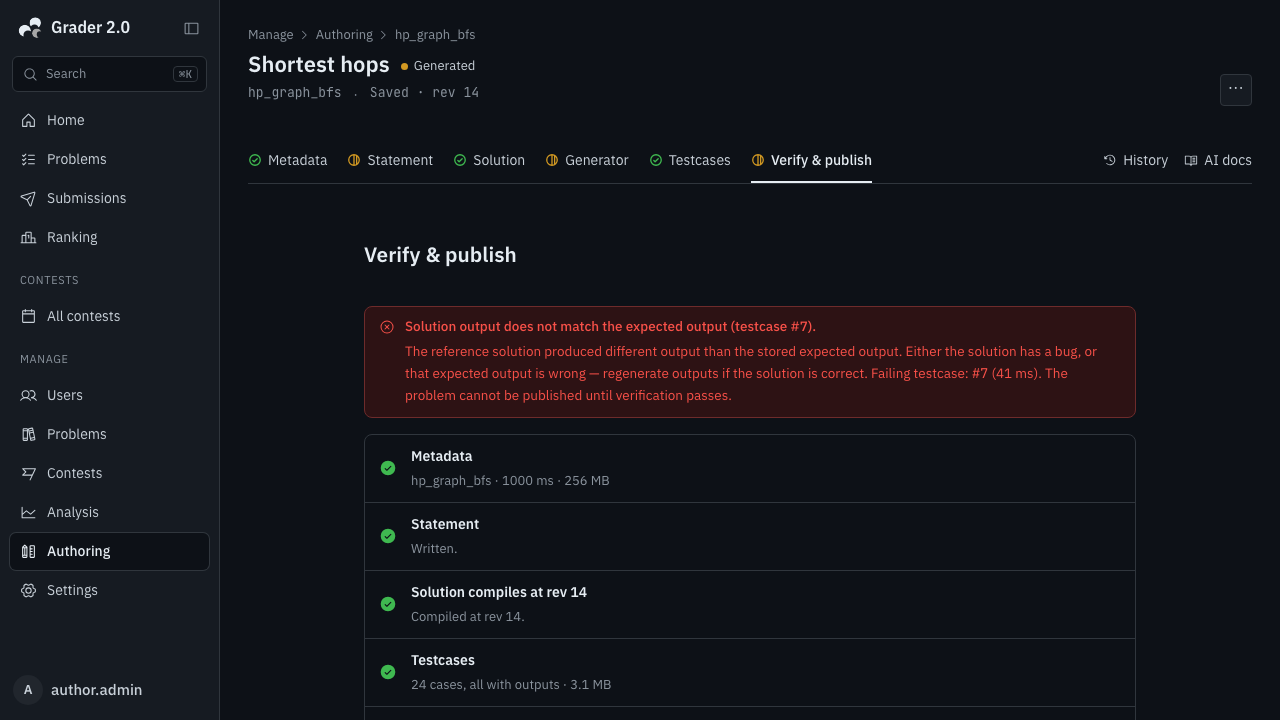 Grader 2.0
Search
⌘K
Home
Problems
Submissions
Ranking
CONTESTS
All contests
MANAGE
Users
Problems
Contests
Analysis
Authoring
Settings
A
author.admin
Manage > Authoring > hp_graph_bfs
Shortest hops
Generated
hp_graph_bfs . Saved · rev 14
...
Metadata
Statement
Solution
Generator
Testcases
Verify & publish
History
AI docs
Verify & publish
Solution output does not match the expected output (testcase #7).
The reference solution produced different output than the stored expected output. Either the solution has a bug, or
that expected output is wrong — regenerate outputs if the solution is correct. Failing testcase: #7 (41 ms). The
problem cannot be published until verification passes.
Metadata
hp_graph_bfs · 1000 ms · 256 MB
Statement
Written.
Solution compiles at rev 14
Compiled at rev 14.
Testcases
24 cases, all with outputs · 3.1 MB